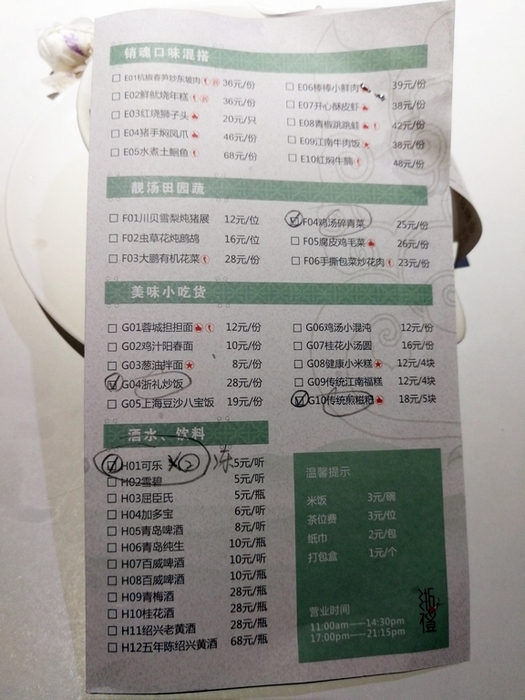 销魂口味混搭
E01杭椒春笋炒东坡肉 36元/份
E02鲜鱿烧年糕 36元/份
E03红烧狮子头 20元/只
E04猪手焖凤爪 46元/份
E05水煮土鮰鱼 68元/份
E06棒棒小鲜肉 39元/份
E07开心酥皮虾 38元/份
E08青椒跳跳蛙 42元/份
E09江南牛肉饭 38元/份
E10红焖牛腩 48元/份
靓汤田园蔬
F01川贝雪梨炖猪展 12元/位
F02虫草花炖鹧鸪 16元/位
F03大鹏有机花菜 28元/份
F04鸡汤碎青菜 25元/份
F05腐皮鸡毛菜 26元/份
F06手撕包菜炒花肉 23元/份
美味小吃货
G01蓉城担担面 12元/份
G02鸡汁阳春面 10元/份
G03葱油拌面 8元/份
G04浙礼炒饭 28元/份
G05上海豆沙八宝饭 19元/份
G06鸡汤小混沌 12元/份
G07桂花小汤圆 16元/份
G08健康小米糕 12元/4块
G09传统江南福糕 12元/4块
G10传统煎糍粑 18元/5块
酒水、饮料
H01可乐 ×② 冻 5元/听
H02雪碧 5元/听
H03屈臣氏 5元/瓶
H04加多宝 6元/听
H05青岛啤酒 8元/听
H06青岛纯生 10元/瓶
H07百威啤酒 10元/听
H08百威啤酒 10元/瓶
H09青梅酒 28元/瓶
H10桂花酒 28元/瓶
H11绍兴老黄酒 28元/瓶
H12五年陈绍兴黄酒 68元/瓶
温馨提示
米饭 3元/碗
茶位费 3元/位
纸巾 2元/包
打包盒 1元/个
营业时间
11:00am——14:30pm
17:00pm——21:15pm